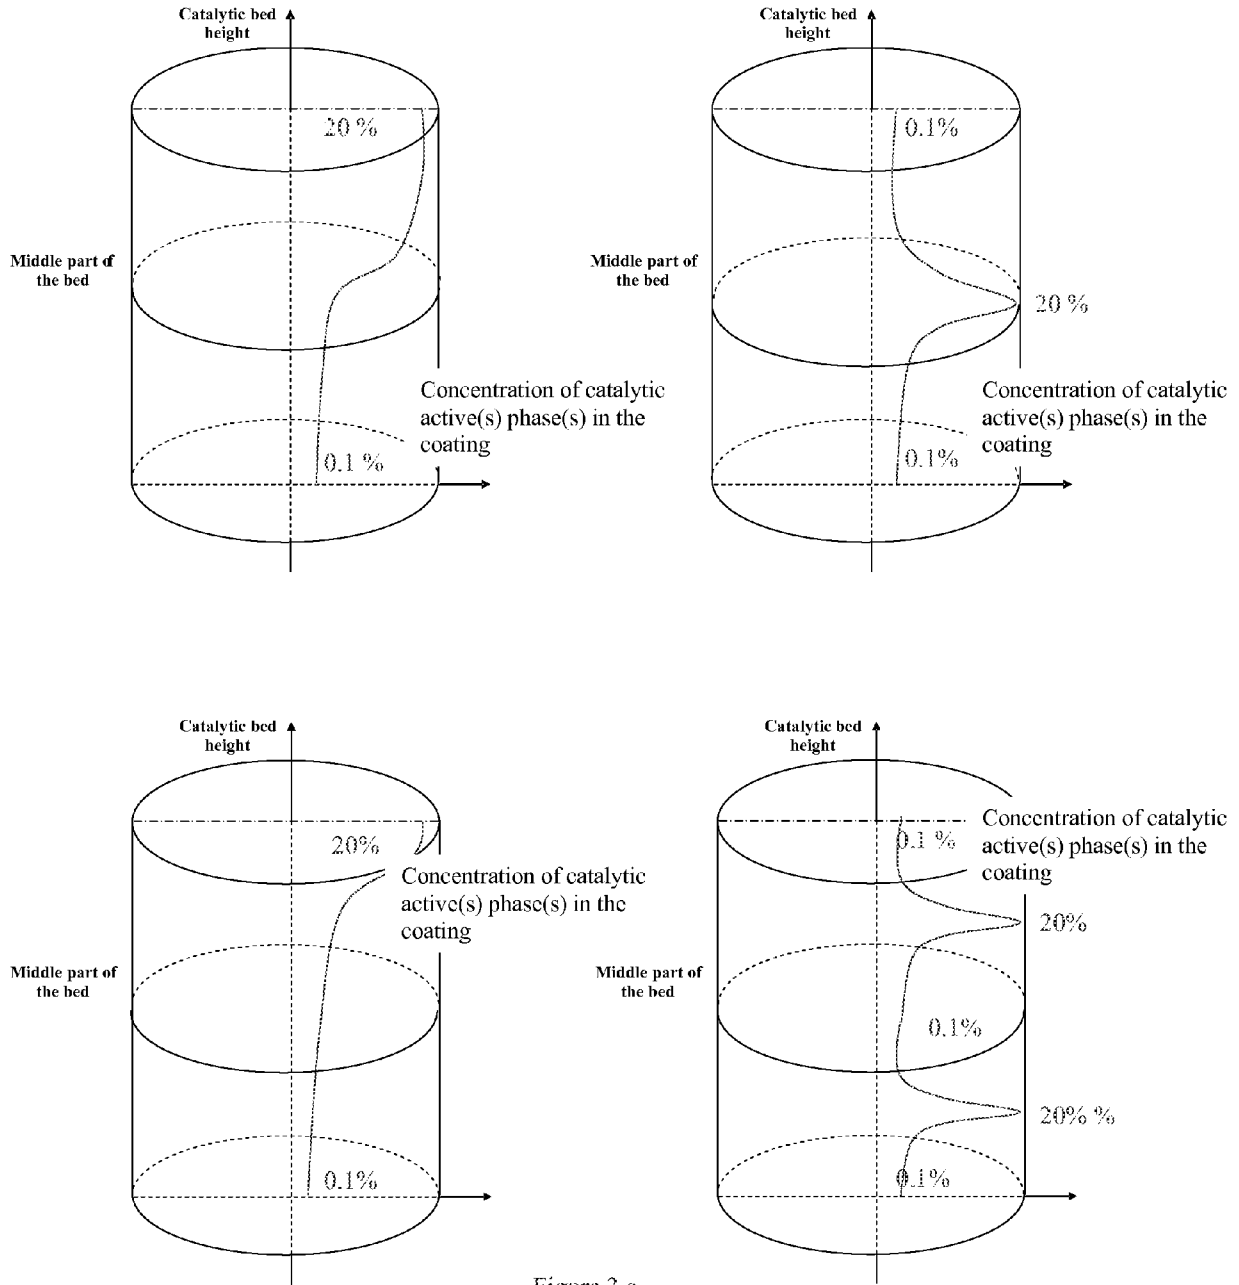 Catalytic bed
height
20 %
Middle part of
the bed
Concentration of catalytic
active(s) phase(s) in the
coating
0.1 %
Catalytic bed
height
0.1%
Middle part of
the bed
20 %
Concentration of catalytic
active(s) phase(s) in the
coating
0.1%
Catalytic bed
height
20%
Concentration of catalytic
active(s) phase(s) in the
coating
Middle part of
the bed
0.1%
Catalytic bed
height
Concentration of catalytic
active(s) phase(s) in the
coating
0.1 %
20%
Middle part of
the bed
0.1%
20% %
0.1%